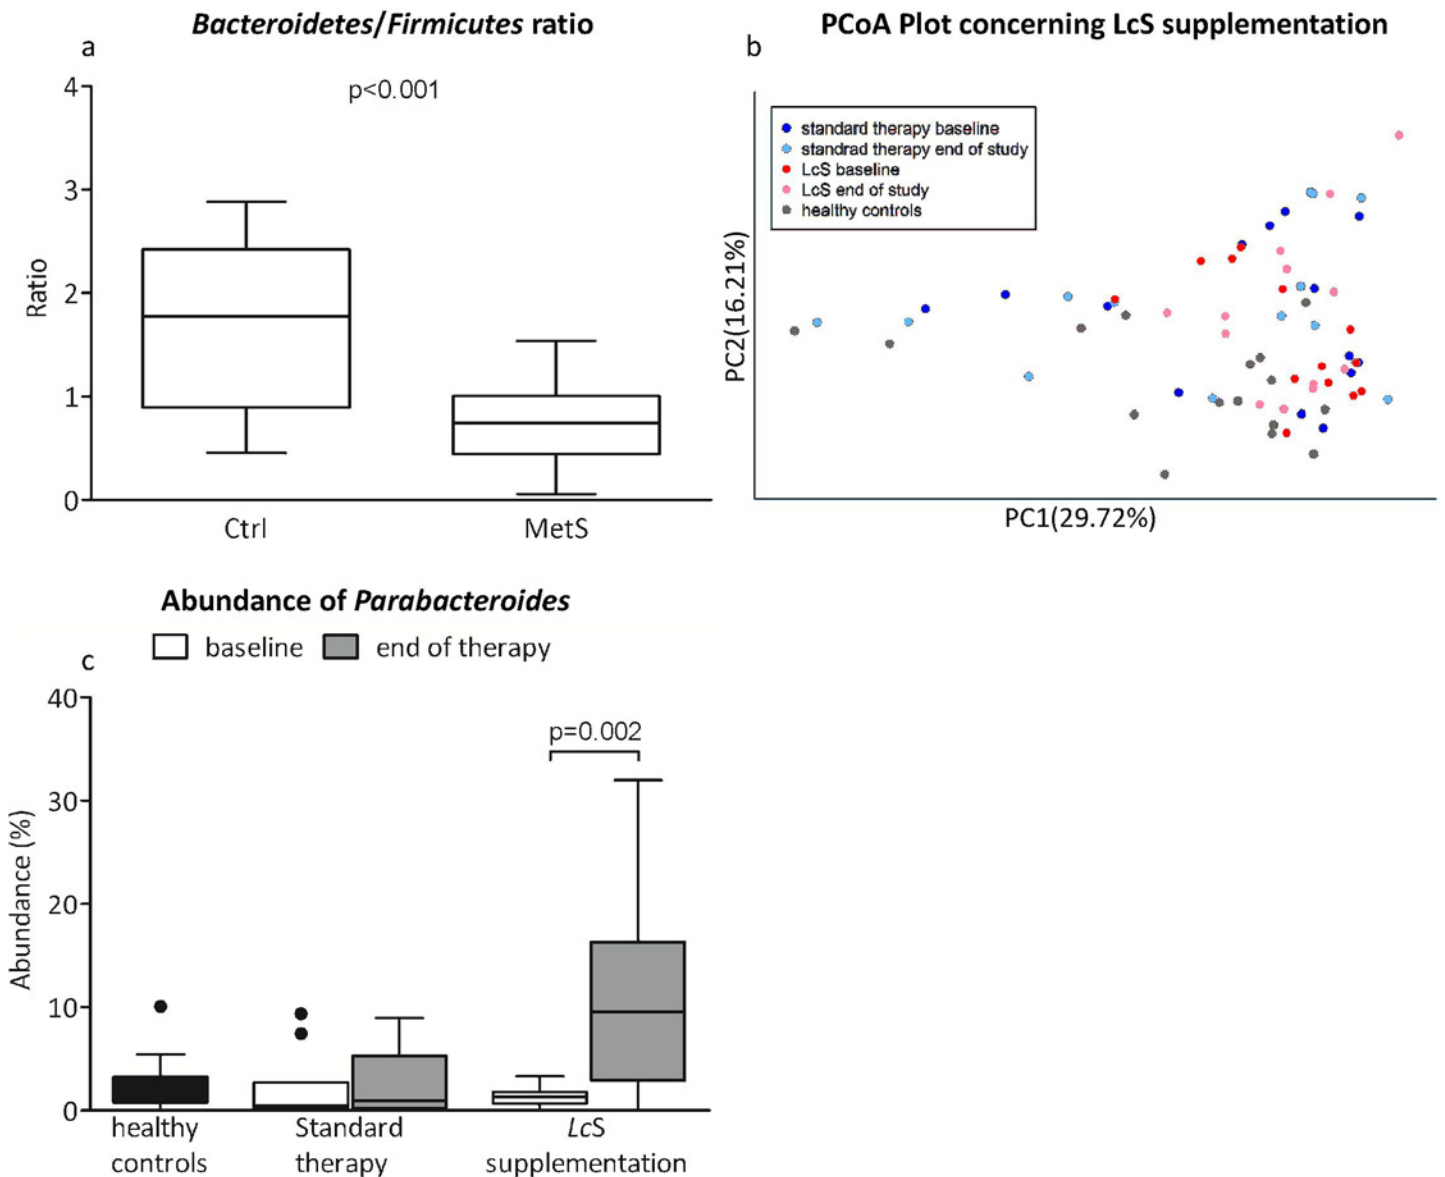 Bacteroidetes/Firmicutes ratio
a
p<0.001
Ratio
4
3
2
1
0
Ctrl
MetS
PCoA Plot concerning LcS supplementation
b
standard therapy baseline
standrad therapy end of study
LcS baseline
LcS end of study
healthy controls
PC2(16.21%)
PC1(29.72%)
Abundance of Parabacteroides
baseline
end of therapy
c
p=0.002
Abundance (%)
40
30
20
10
0
healthy
controls
Standard
therapy
LcS
supplementation